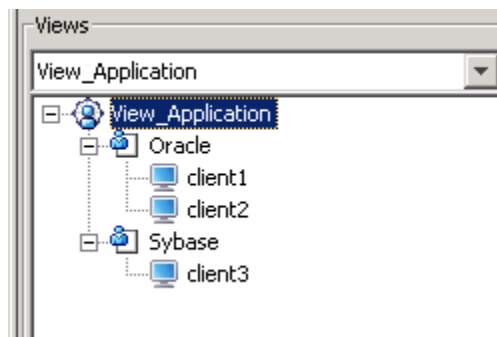 Views
View_Application
View_Application
Oracle
client1
client2
Sybase
client3